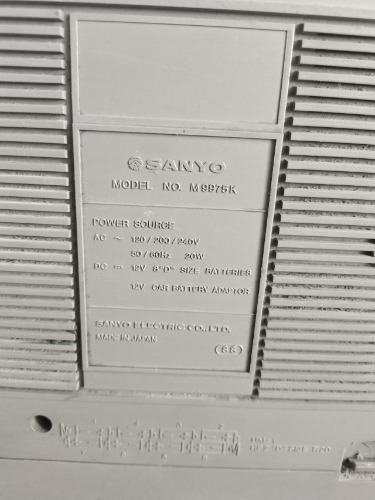 SANYO
MODEL NO. M9975K
POWER SOURCE
AC ～ 120/200/240V
50/60Hz 20W
DC ⎓ 12V 8"D" SIZE BATTERIES
12V CAR BATTERY ADAPTOR
SANYO ELECTRIC CO., LTD.
MADE IN JAPAN